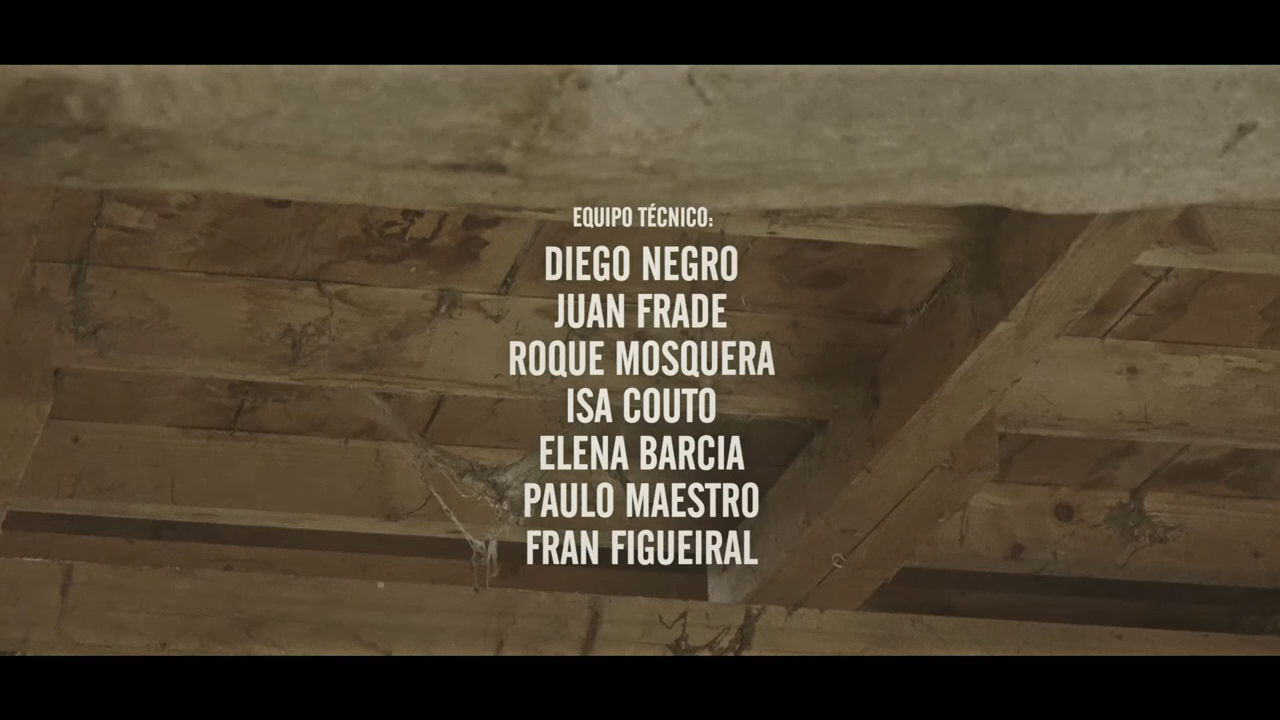 EQUIPO TÉCNICO:
DIEGO NEGRO
JUAN FRADE
ROQUE MOSQUERA
ISA COUTO
ELENA BARCIA
PAULO MAESTRO
FRAN FIGUEIRAL